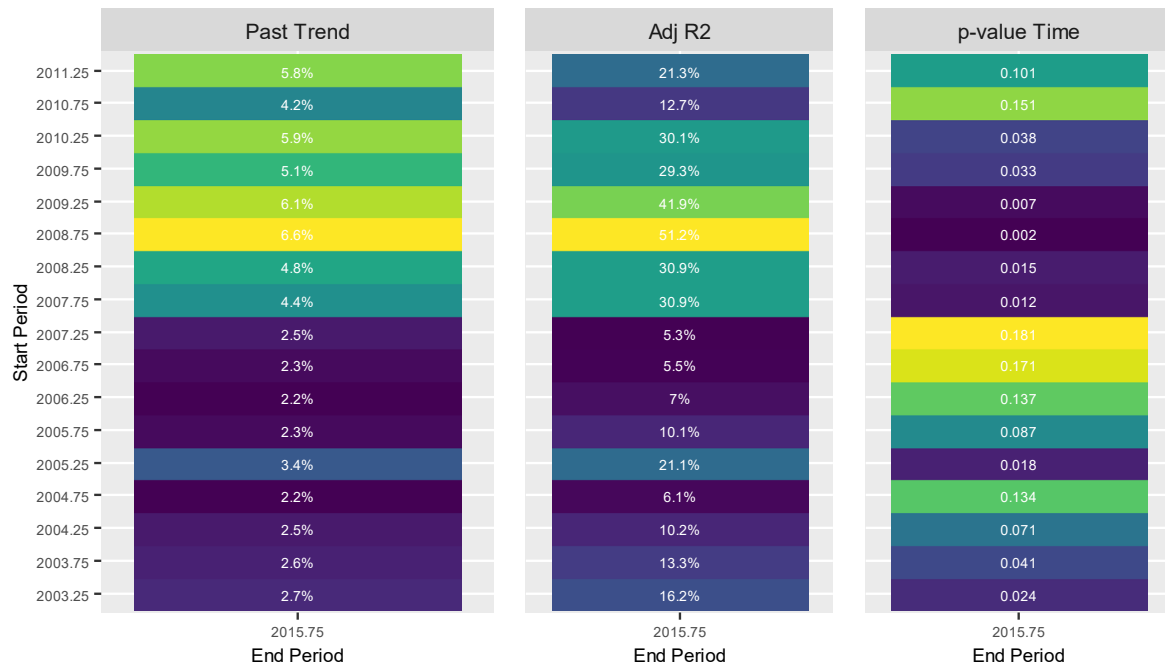 Past Trend Adj R2 p-value Time
Start Period
2011.25 5.8% 21.3% 0.101
2010.75 4.2% 12.7% 0.151
2010.25 5.9% 30.1% 0.038
2009.75 5.1% 29.3% 0.033
2009.25 6.1% 41.9% 0.007
2008.75 6.6% 51.2% 0.002
2008.25 4.8% 30.9% 0.015
2007.75 4.4% 30.9% 0.012
2007.25 2.5% 5.3% 0.181
2006.75 2.3% 5.5% 0.171
2006.25 2.2% 7% 0.137
2005.75 2.3% 10.1% 0.087
2005.25 3.4% 21.1% 0.018
2004.75 2.2% 6.1% 0.134
2004.25 2.5% 10.2% 0.071
2003.75 2.6% 13.3% 0.041
2003.25 2.7% 16.2% 0.024
2015.75 2015.75 2015.75
End Period End Period End Period